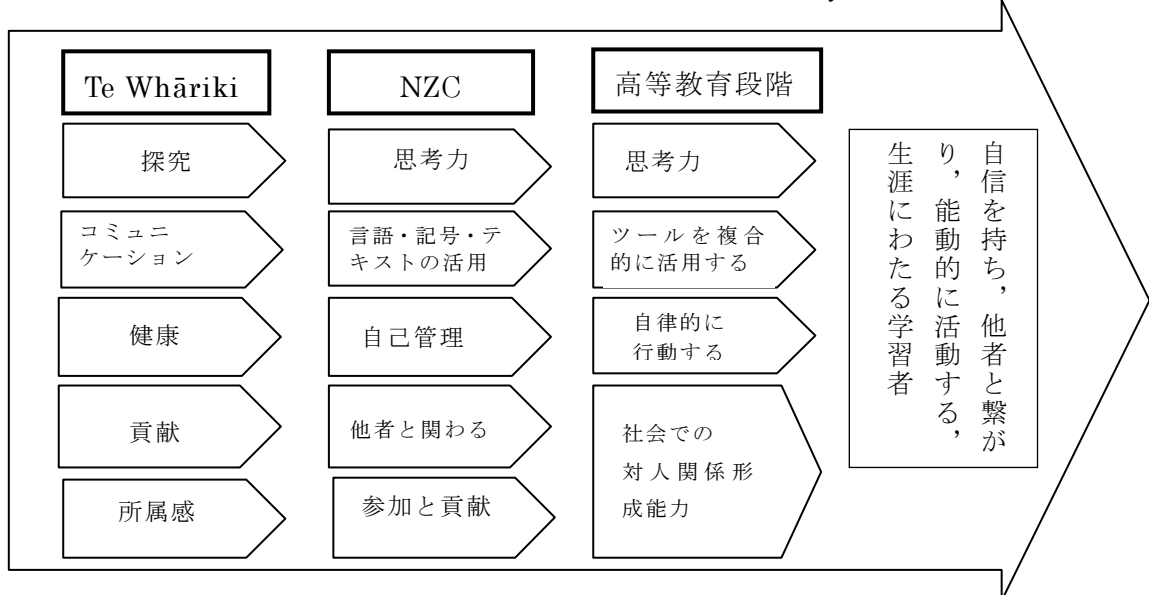 Te Whāriki
NZC
高等教育段階
探究
思考力
思考力
コミュニ
ケーション
言語・記号・テ
キストの活用
ツールを複合
的に活用する
健康
自己管理
自律的に
行動する
貢献
他者と関わる
社会での
対人関係形
成能力
所属感
参加と貢献
自信を持ち，他者と繋が
り，能動的に活動する，
生涯にわたる学習者